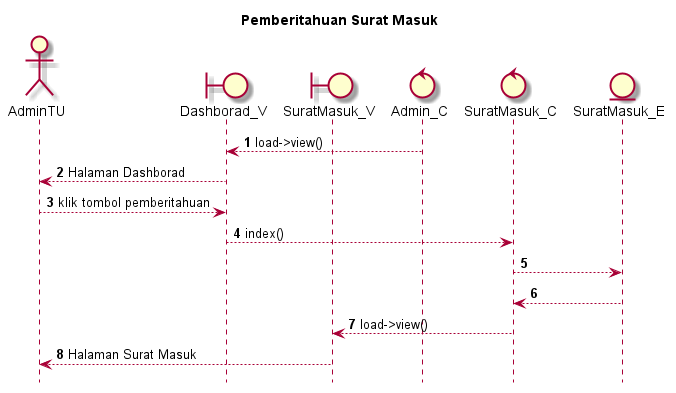 Pemberitahuan Surat Masuk
AdminTU
Dashborad_V
SuratMasuk_V
Admin_C
SuratMasuk_C
SuratMasuk_E
1 load->view()
2 Halaman Dashborad
3 klik tombol pemberitahuan
4 index()
5
6
7 load->view()
8 Halaman Surat Masuk